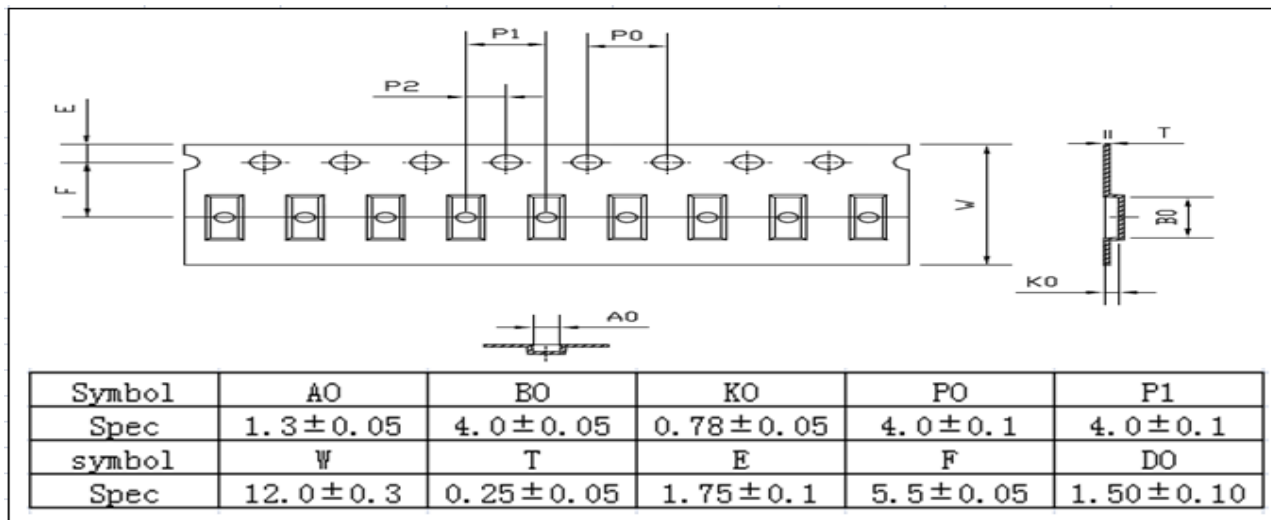 P1
P0
P2
E
T
F
W
B0
K0
A0
Symbol A0 B0 K0 P0 P1
Spec 1.3±0.05 4.0±0.05 0.78±0.05 4.0±0.1 4.0±0.1
symbol W T E F D0
Spec 12.0±0.3 0.25±0.05 1.75±0.1 5.5±0.05 1.50±0.10